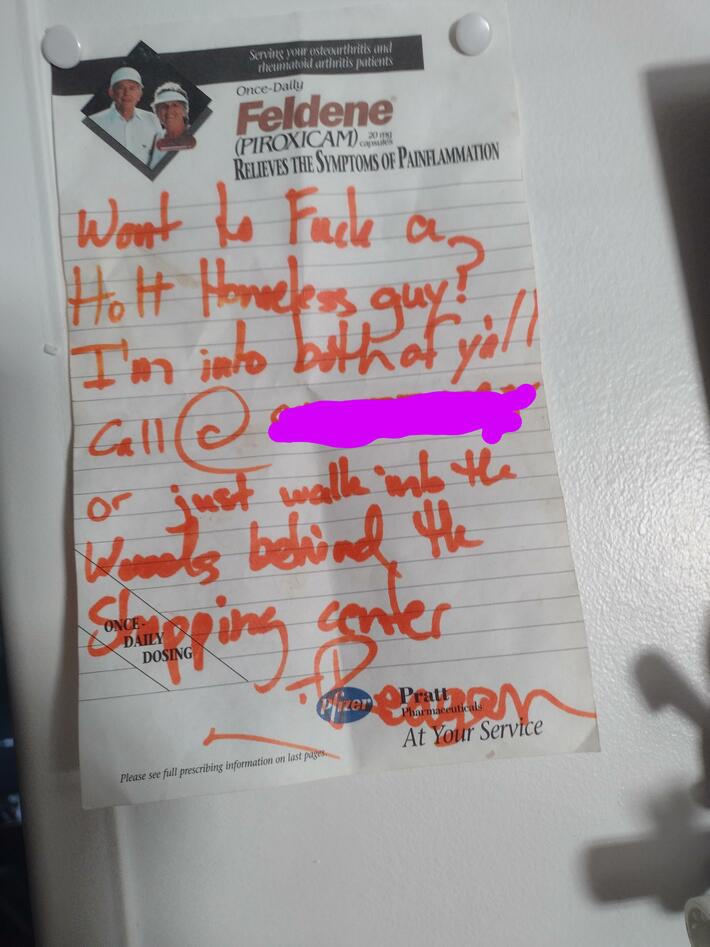 Serving your osteoarthritis and
rheumatoid arthritis patients
Once-Daily
Feldene®
(PIROXICAM) 20 mg capsules
RELIEVES THE SYMPTOMS OF PAINFLAMMATION
Want to Fuck a
HoTT Homeless guy?
I'm into both of y'all
Call @
or just walk into the
Woods behind the
Shopping center
ONCE-
DAILY
DOSING
-Reagan
Pfizer
Pratt
Pharmaceuticals
At Your Service
Please see full prescribing information on last pages.